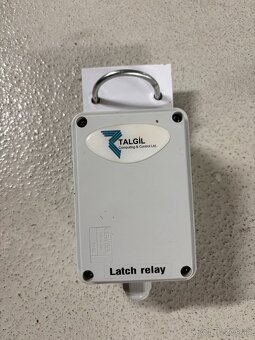 TALGIL
Computing & Control Ltd.
Latch relay